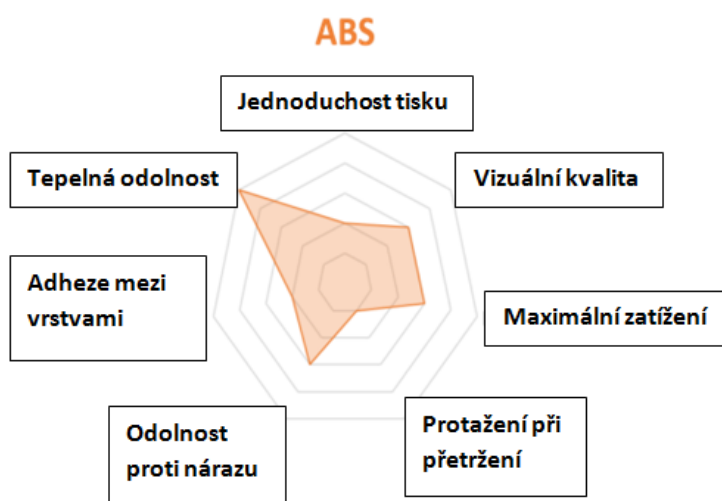 ABS
Jednoduchost tisku
Tepelná odolnost
Vizuální kvalita
Adheze mezi
vrstvami
Maximální zatížení
Odolnost
proti nárazu
Protažení při
přetržení